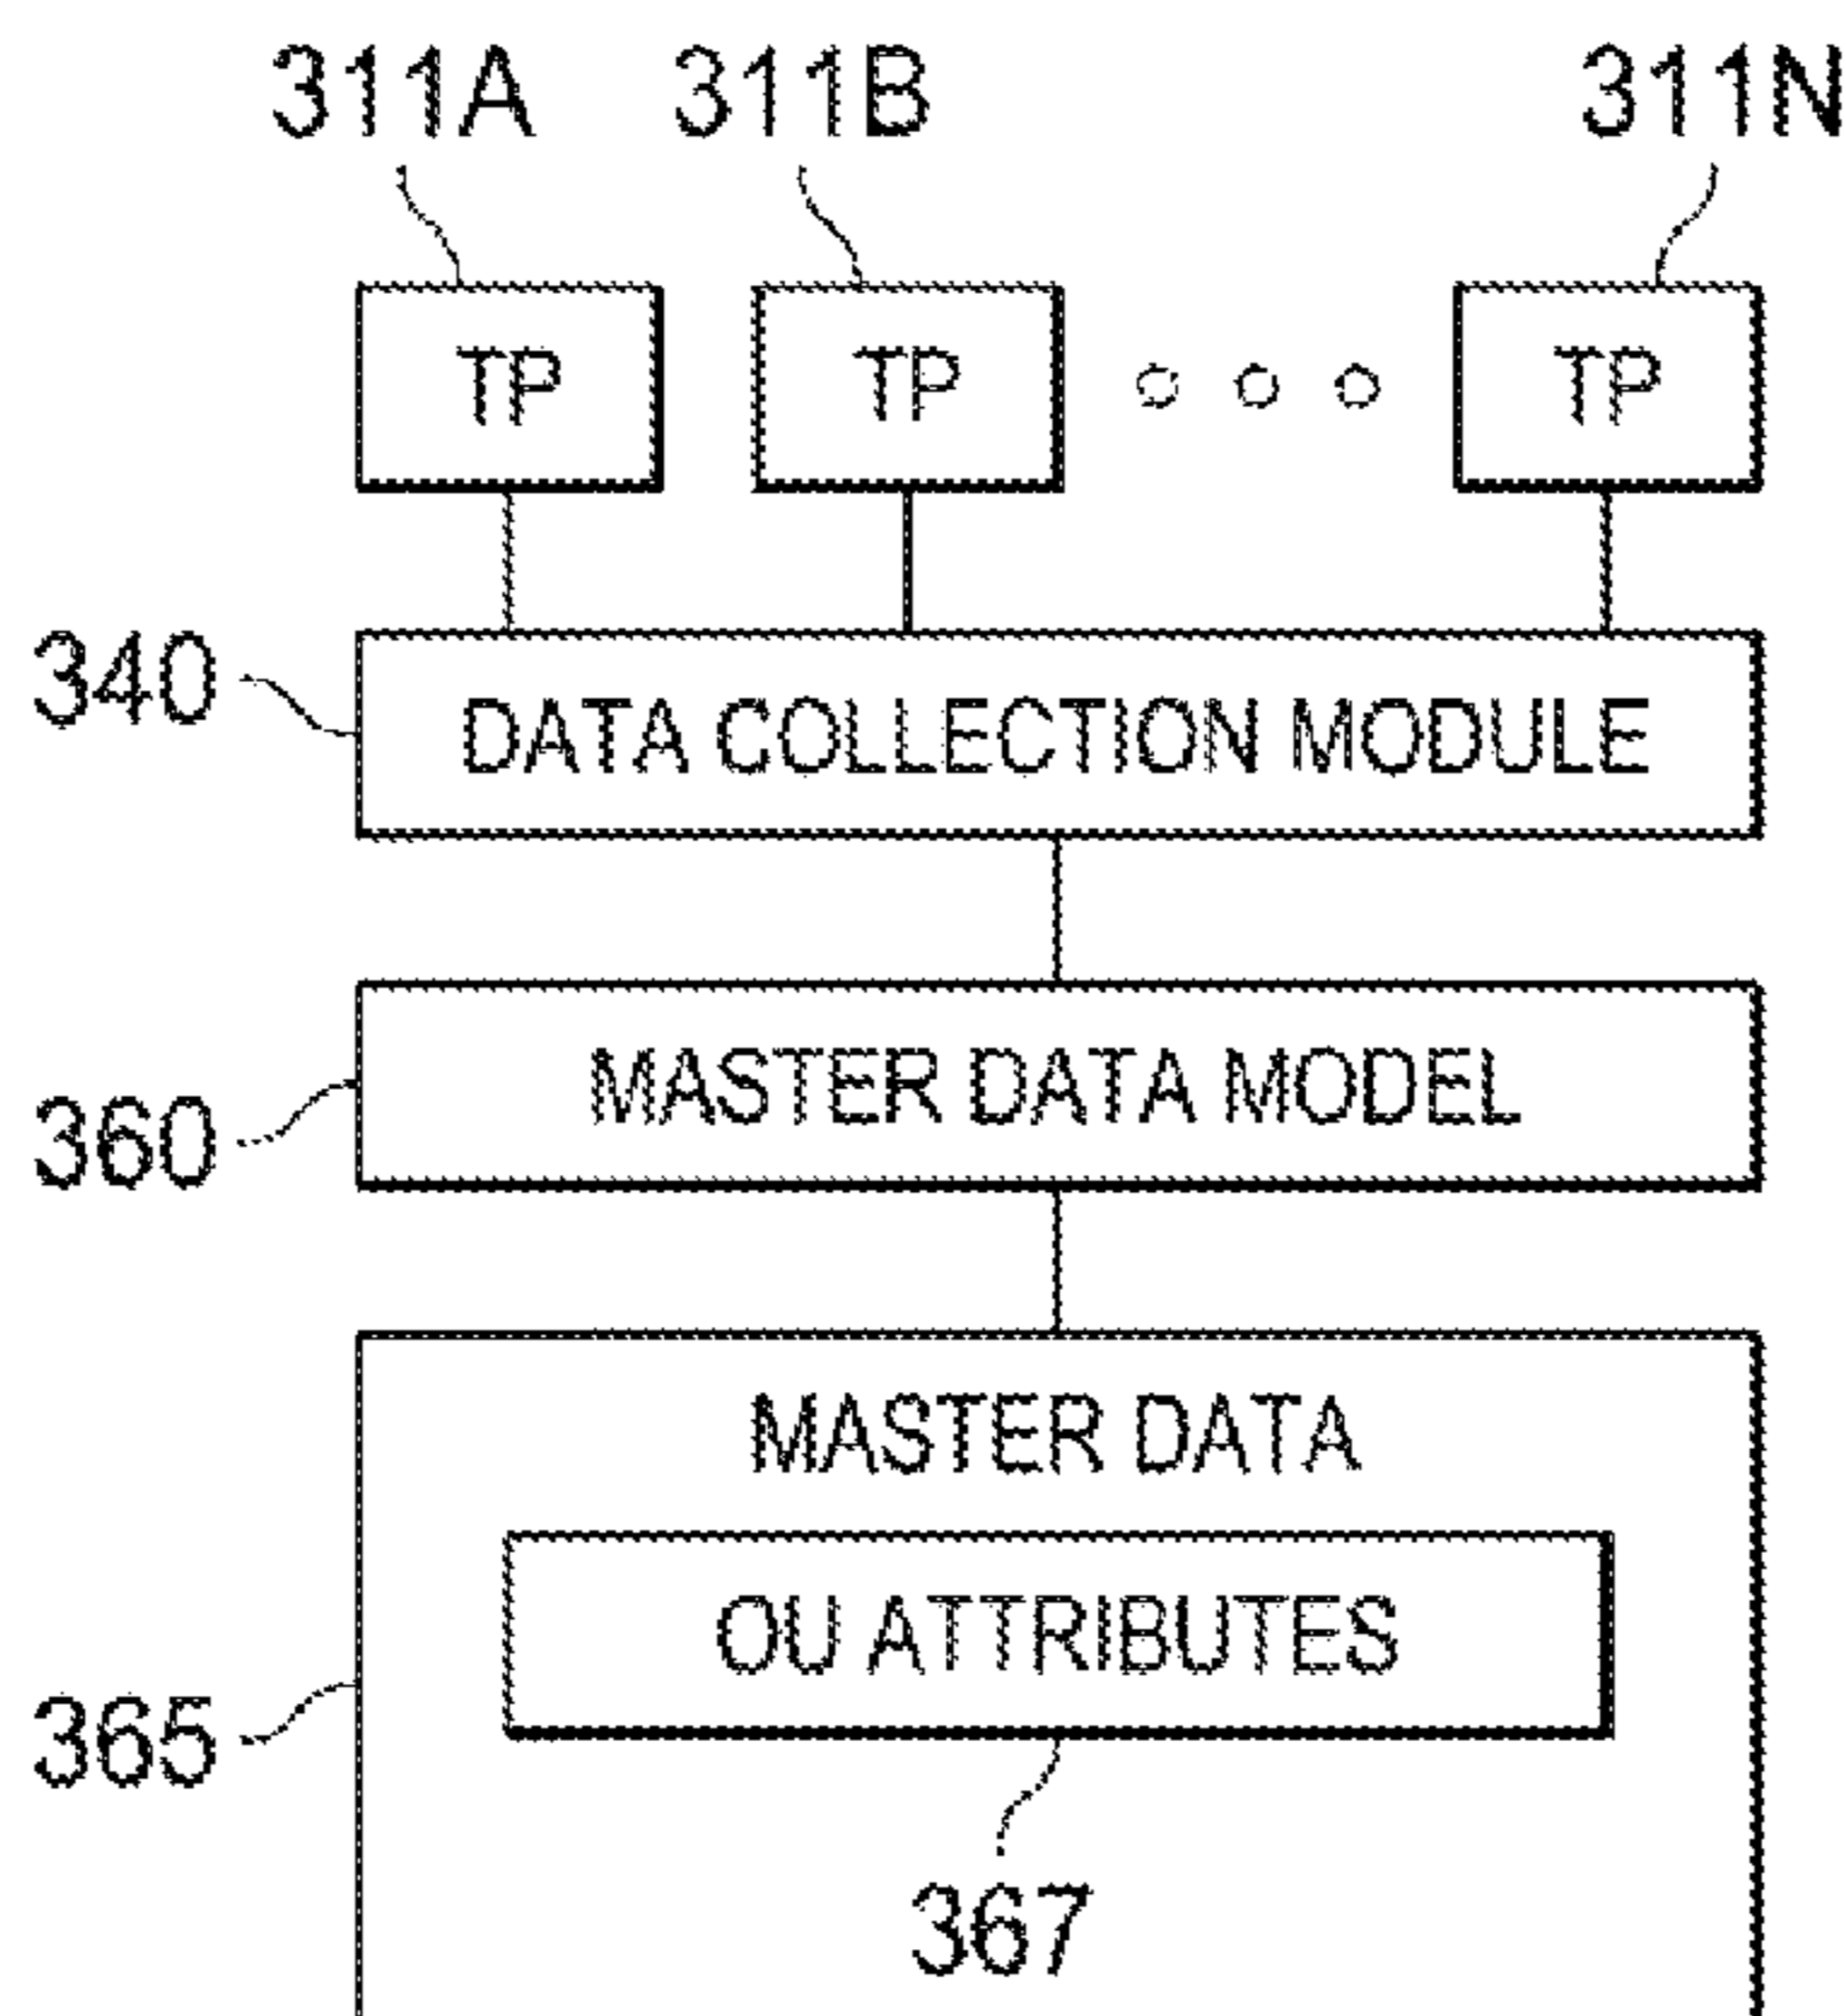 311A 311B 311N
TP TP TP
340 DATA COLLECTION MODULE
360 MASTER DATA MODEL
MASTER DATA
OU ATTRIBUTES
365
367